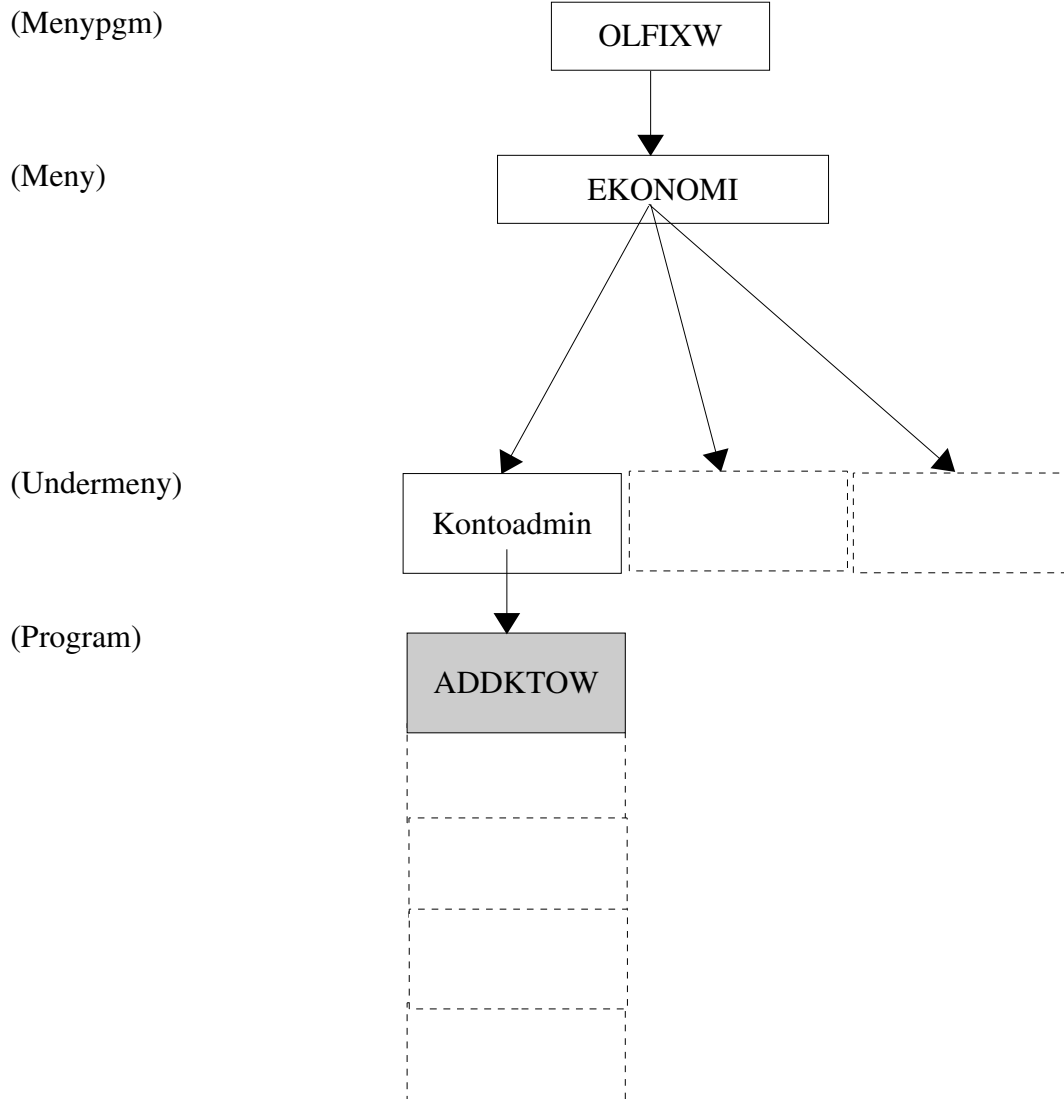 (Menypgm)
OLFIXW
(Meny)
EKONOMI
(Undermeny)
Kontoadmin
(Program)
ADDKTOW